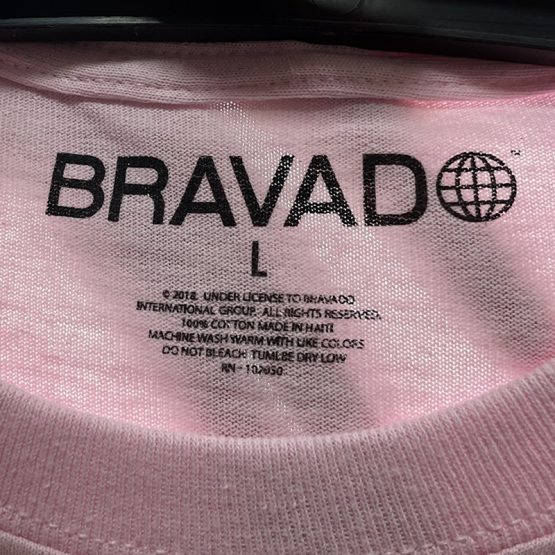 BRAVADO™
L
© 2018 UNDER LICENSE TO BRAVADO
INTERNATIONAL GROUP. ALL RIGHTS RESERVED.
100% COTTON MADE IN HAITI
MACHINE WASH WARM WITH LIKE COLORS
DO NOT BLEACH TUMBLE DRY LOW
RN - 102050